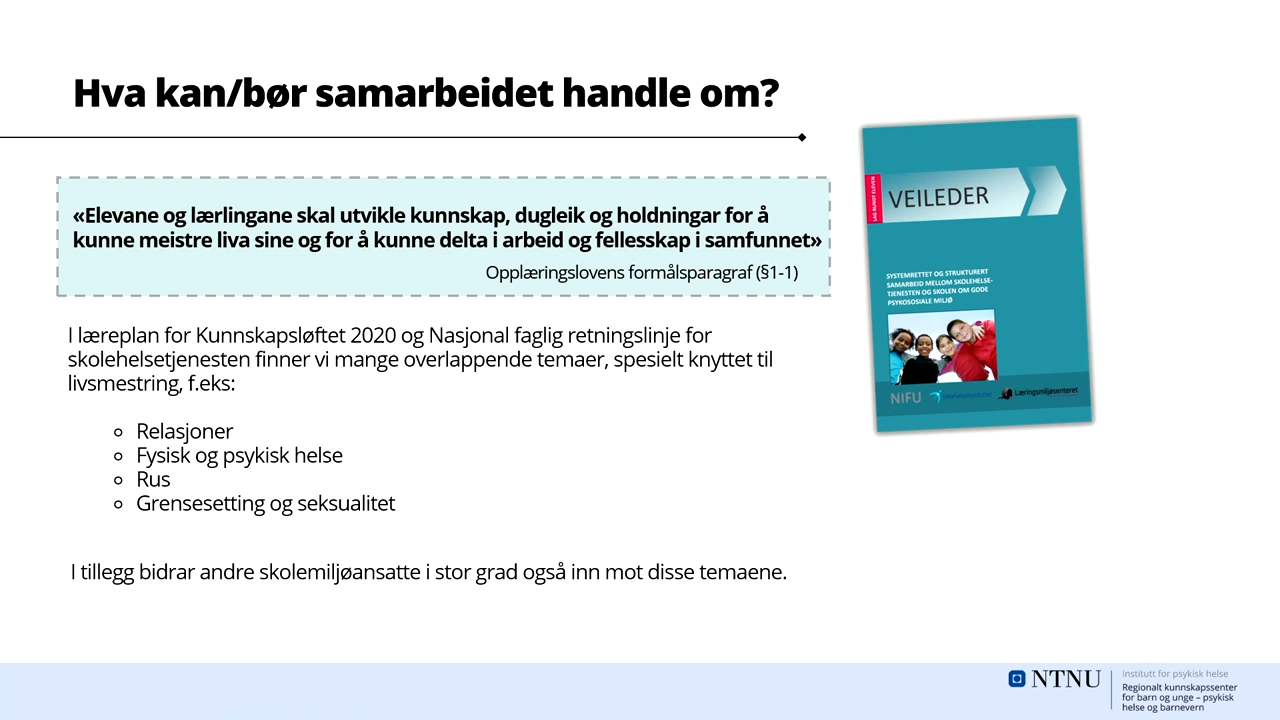 Hva kan/bør samarbeidet handle om?
«Elevane og lærlingane skal utvikle kunnskap, dugleik og holdningar for å
kunne meistre liva sine og for å kunne delta i arbeid og fellesskap i samfunnet»
Opplæringslovens formålsparagraf (§1-1)
I læreplan for Kunnskapsløftet 2020 og Nasjonal faglig retningslinje for
skolehelsetjenesten finner vi mange overlappende temaer, spesielt knyttet til
livsmestring, f.eks:
Relasjoner
Fysisk og psykisk helse
Rus
Grensesetting og seksualitet
I tillegg bidrar andre skolemiljøansatte i stor grad også inn mot disse temaene.
LAG RUNDT ELEVEN
VEILEDER
SYSTEMRETTET OG STRUKTURERT
SAMARBEID MELLOM SKOLEHELSE-
TJENESTEN OG SKOLEN OM GODE
PSYKOSOSIALE MILJØ
NIFU
Læringsmiljøsenteret
NTNU
Institutt for psykisk helse
Regionalt kunnskapssenter
for barn og unge – psykisk
helse og barnevern